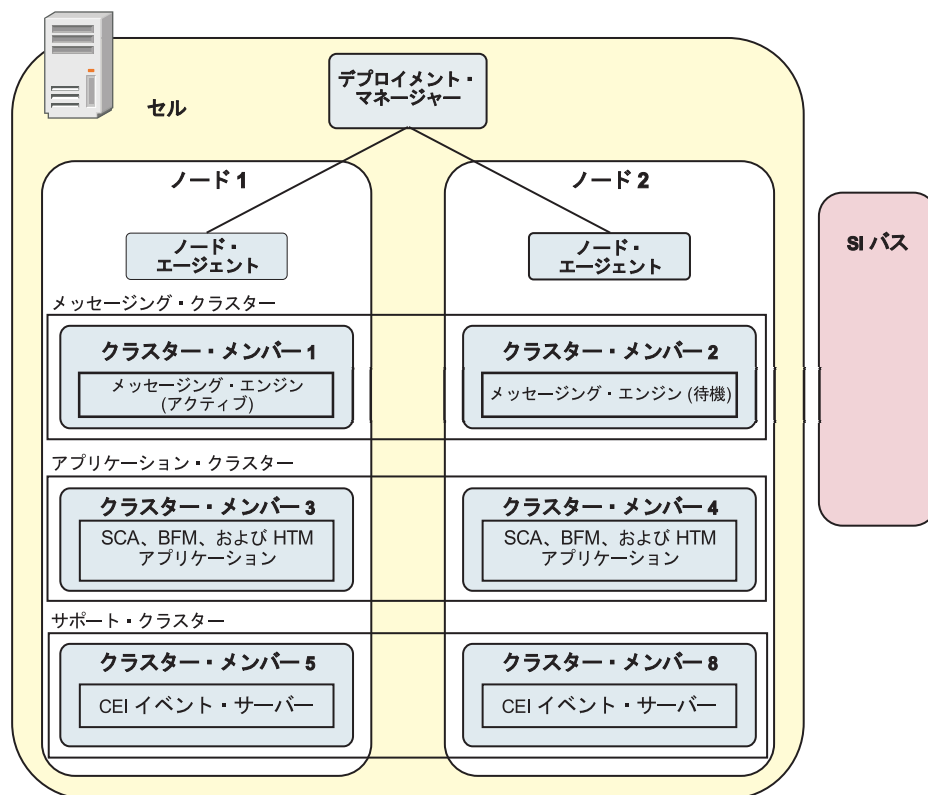 デプロイメント・
マネージャー
セル
ノード 1
ノード 2
ノード・
エージェント
ノード・
エージェント
SI バス
メッセージング・クラスター
クラスター・メンバー 1
メッセージング・エンジン
(アクティブ)
クラスター・メンバー 2
メッセージング・エンジン (待機)
アプリケーション・クラスター
クラスター・メンバー 3
SCA、BFM、および HTM
アプリケーション
クラスター・メンバー 4
SCA、BFM、および HTM
アプリケーション
サポート・クラスター
クラスター・メンバー 5
CEI イベント・サーバー
クラスター・メンバー 8
CEI イベント・サーバー